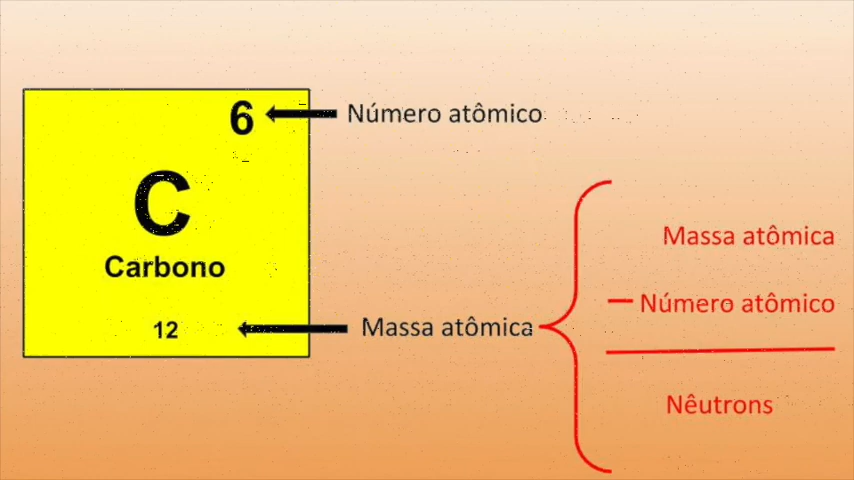 6
Número atômico
C
Carbono
12
Massa atômica
Massa atômica
– Número atômico
Nêutrons